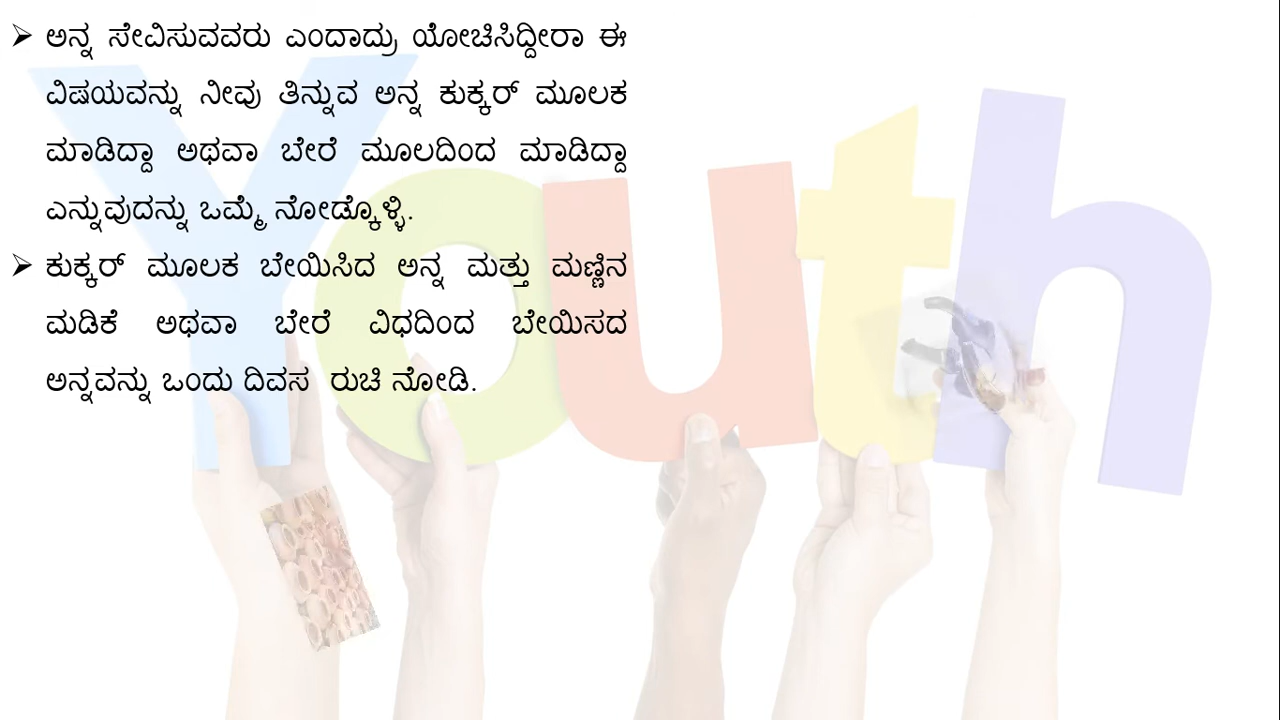 ➢ ಅನ್ನ ಸೇವಿಸುವವರು ಎಂದಾದ್ರು ಯೋಚಿಸಿದ್ದೀರಾ ಈ
ವಿಷಯವನ್ನು ನೀವು ತಿನ್ನುವ ಅನ್ನ ಕುಕ್ಕರ್ ಮೂಲಕ
ಮಾಡಿದ್ದಾ ಅಥವಾ ಬೇರೆ ಮೂಲದಿಂದ ಮಾಡಿದ್ದಾ
ಎನ್ನುವುದನ್ನು ಒಮ್ಮೆ ನೋಡ್ಕೊಳ್ಳಿ.
➢ ಕುಕ್ಕರ್ ಮೂಲಕ ಬೇಯಿಸಿದ ಅನ್ನ ಮತ್ತು ಮಣ್ಣಿನ
ಮಡಿಕೆ ಅಥವಾ ಬೇರೆ ವಿಧದಿಂದ ಬೇಯಿಸದ
ಅನ್ನವನ್ನು ಒಂದು ದಿವಸ ರುಚಿ ನೋಡಿ.
Youth